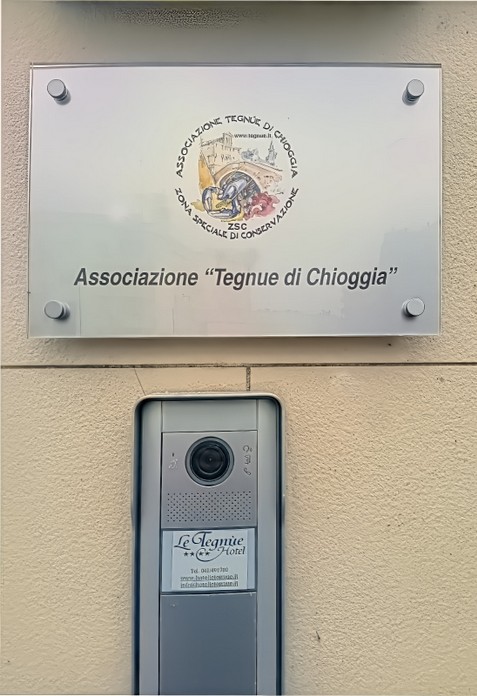 ASSOCIAZIONE TEGNÙE DI CHIOGGIA
www.tegnue.it
ZSC
ZONA SPECIALE DI CONSERVAZIONE
Associazione “Tegnue di Chioggia”
Le Tegnùe
Hotel
Tel.